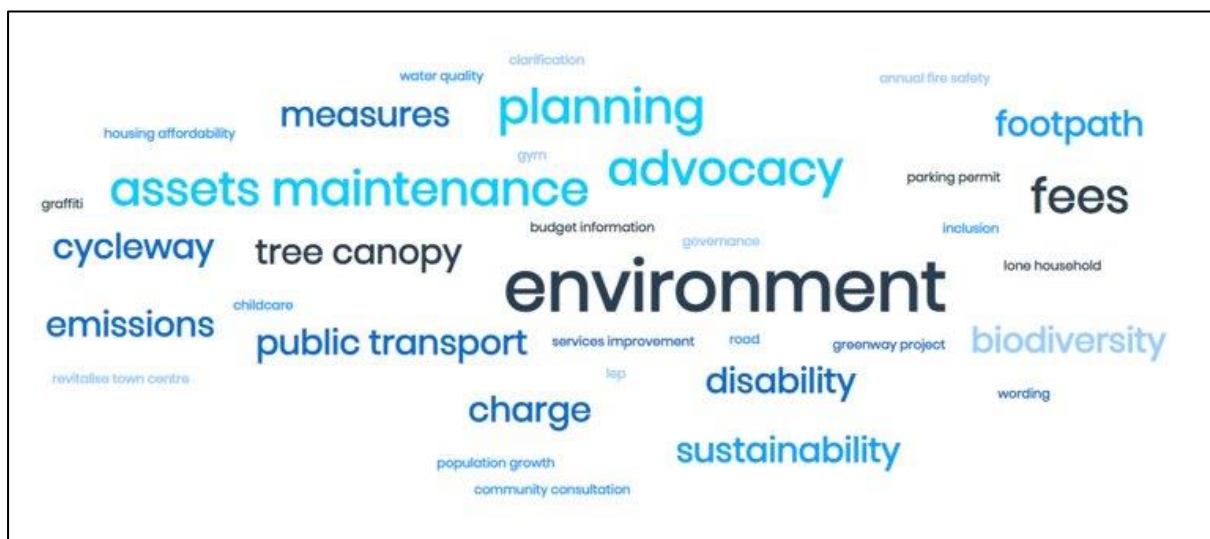 clarification
water quality
annual fire safety
planning
measures
footpath
housing affordability
gym
advocacy
assets maintenance
parking permit
fees
graffiti
budget information
inclusion
governance
cycleway
tree canopy
lone household
environment
childcare
emissions
public transport
services improvement
road
greenway project
biodiversity
revitalise town centre
lep
disability
wording
charge
sustainability
population growth
community consultation